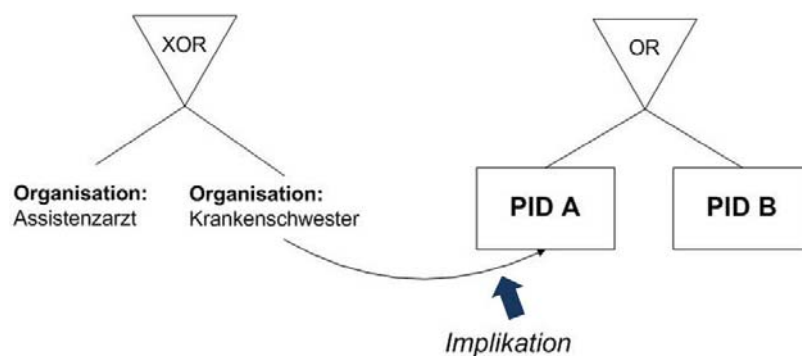 XOR
OR
Organisation:
Assistenzarzt
Organisation:
Krankenschwester
PID A
PID B
Implikation